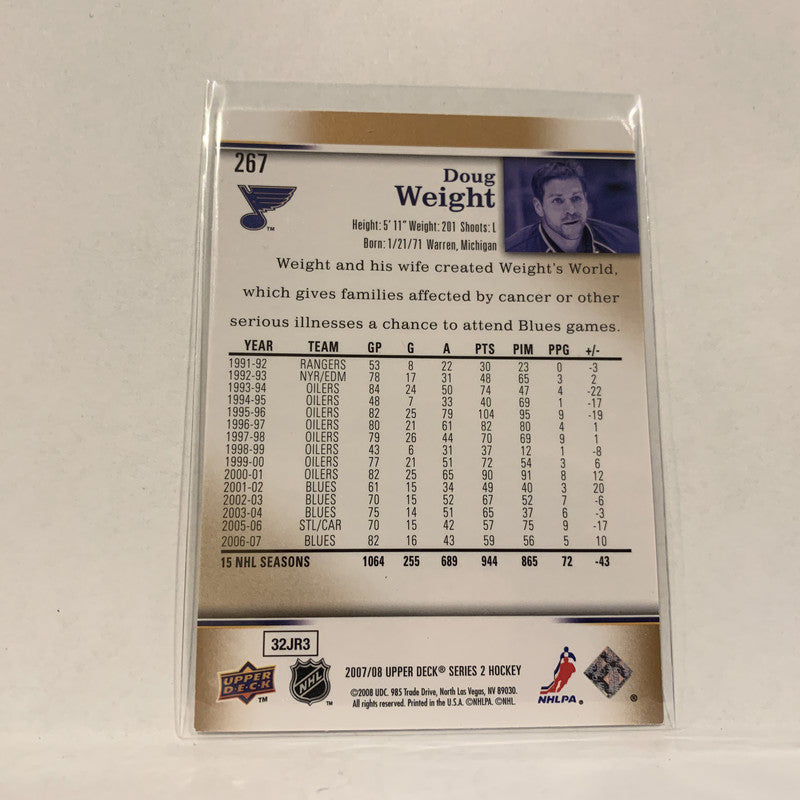 267
Doug
Weight
Height: 5' 11" Weight: 201 Shoots: L
Born: 1/21/71 Warren, Michigan
Weight and his wife created Weight's World,
which gives families affected by cancer or other
serious illnesses a chance to attend Blues games.
YEAR TEAM GP G A PTS PIM PPG +/-
1991-92 RANGERS 53 8 22 30 23 0 -3
1992-93 NYR/EDM 78 17 31 48 65 3 2
1993-94 OILERS 84 24 50 74 47 4 -22
1994-95 OILERS 48 7 33 40 69 1 -17
1995-96 OILERS 82 25 79 104 95 9 -19
1996-97 OILERS 80 21 61 82 80 4 1
1997-98 OILERS 79 26 44 70 69 9 1
1998-99 OILERS 43 6 31 37 12 1 -8
1999-00 OILERS 77 21 51 72 54 3 6
2000-01 OILERS 82 25 65 90 91 8 12
2001-02 BLUES 61 15 34 49 40 3 20
2002-03 BLUES 70 15 52 67 52 7 -6
2003-04 BLUES 75 14 51 65 37 6 -3
2005-06 STL/CAR 70 15 42 57 75 9 -17
2006-07 BLUES 82 16 43 59 56 5 10
15 NHL SEASONS 1064 255 689 944 865 72 -43
32JR3
UPPER DECK ™
NHL ™
2007/08 UPPER DECK® SERIES 2 HOCKEY
©2008 UDC. 985 Trade Drive, North Las Vegas, NV 89030.
All rights reserved. Printed in the U.S.A. ©NHLPA. ©NHL.
NHLPA.
®